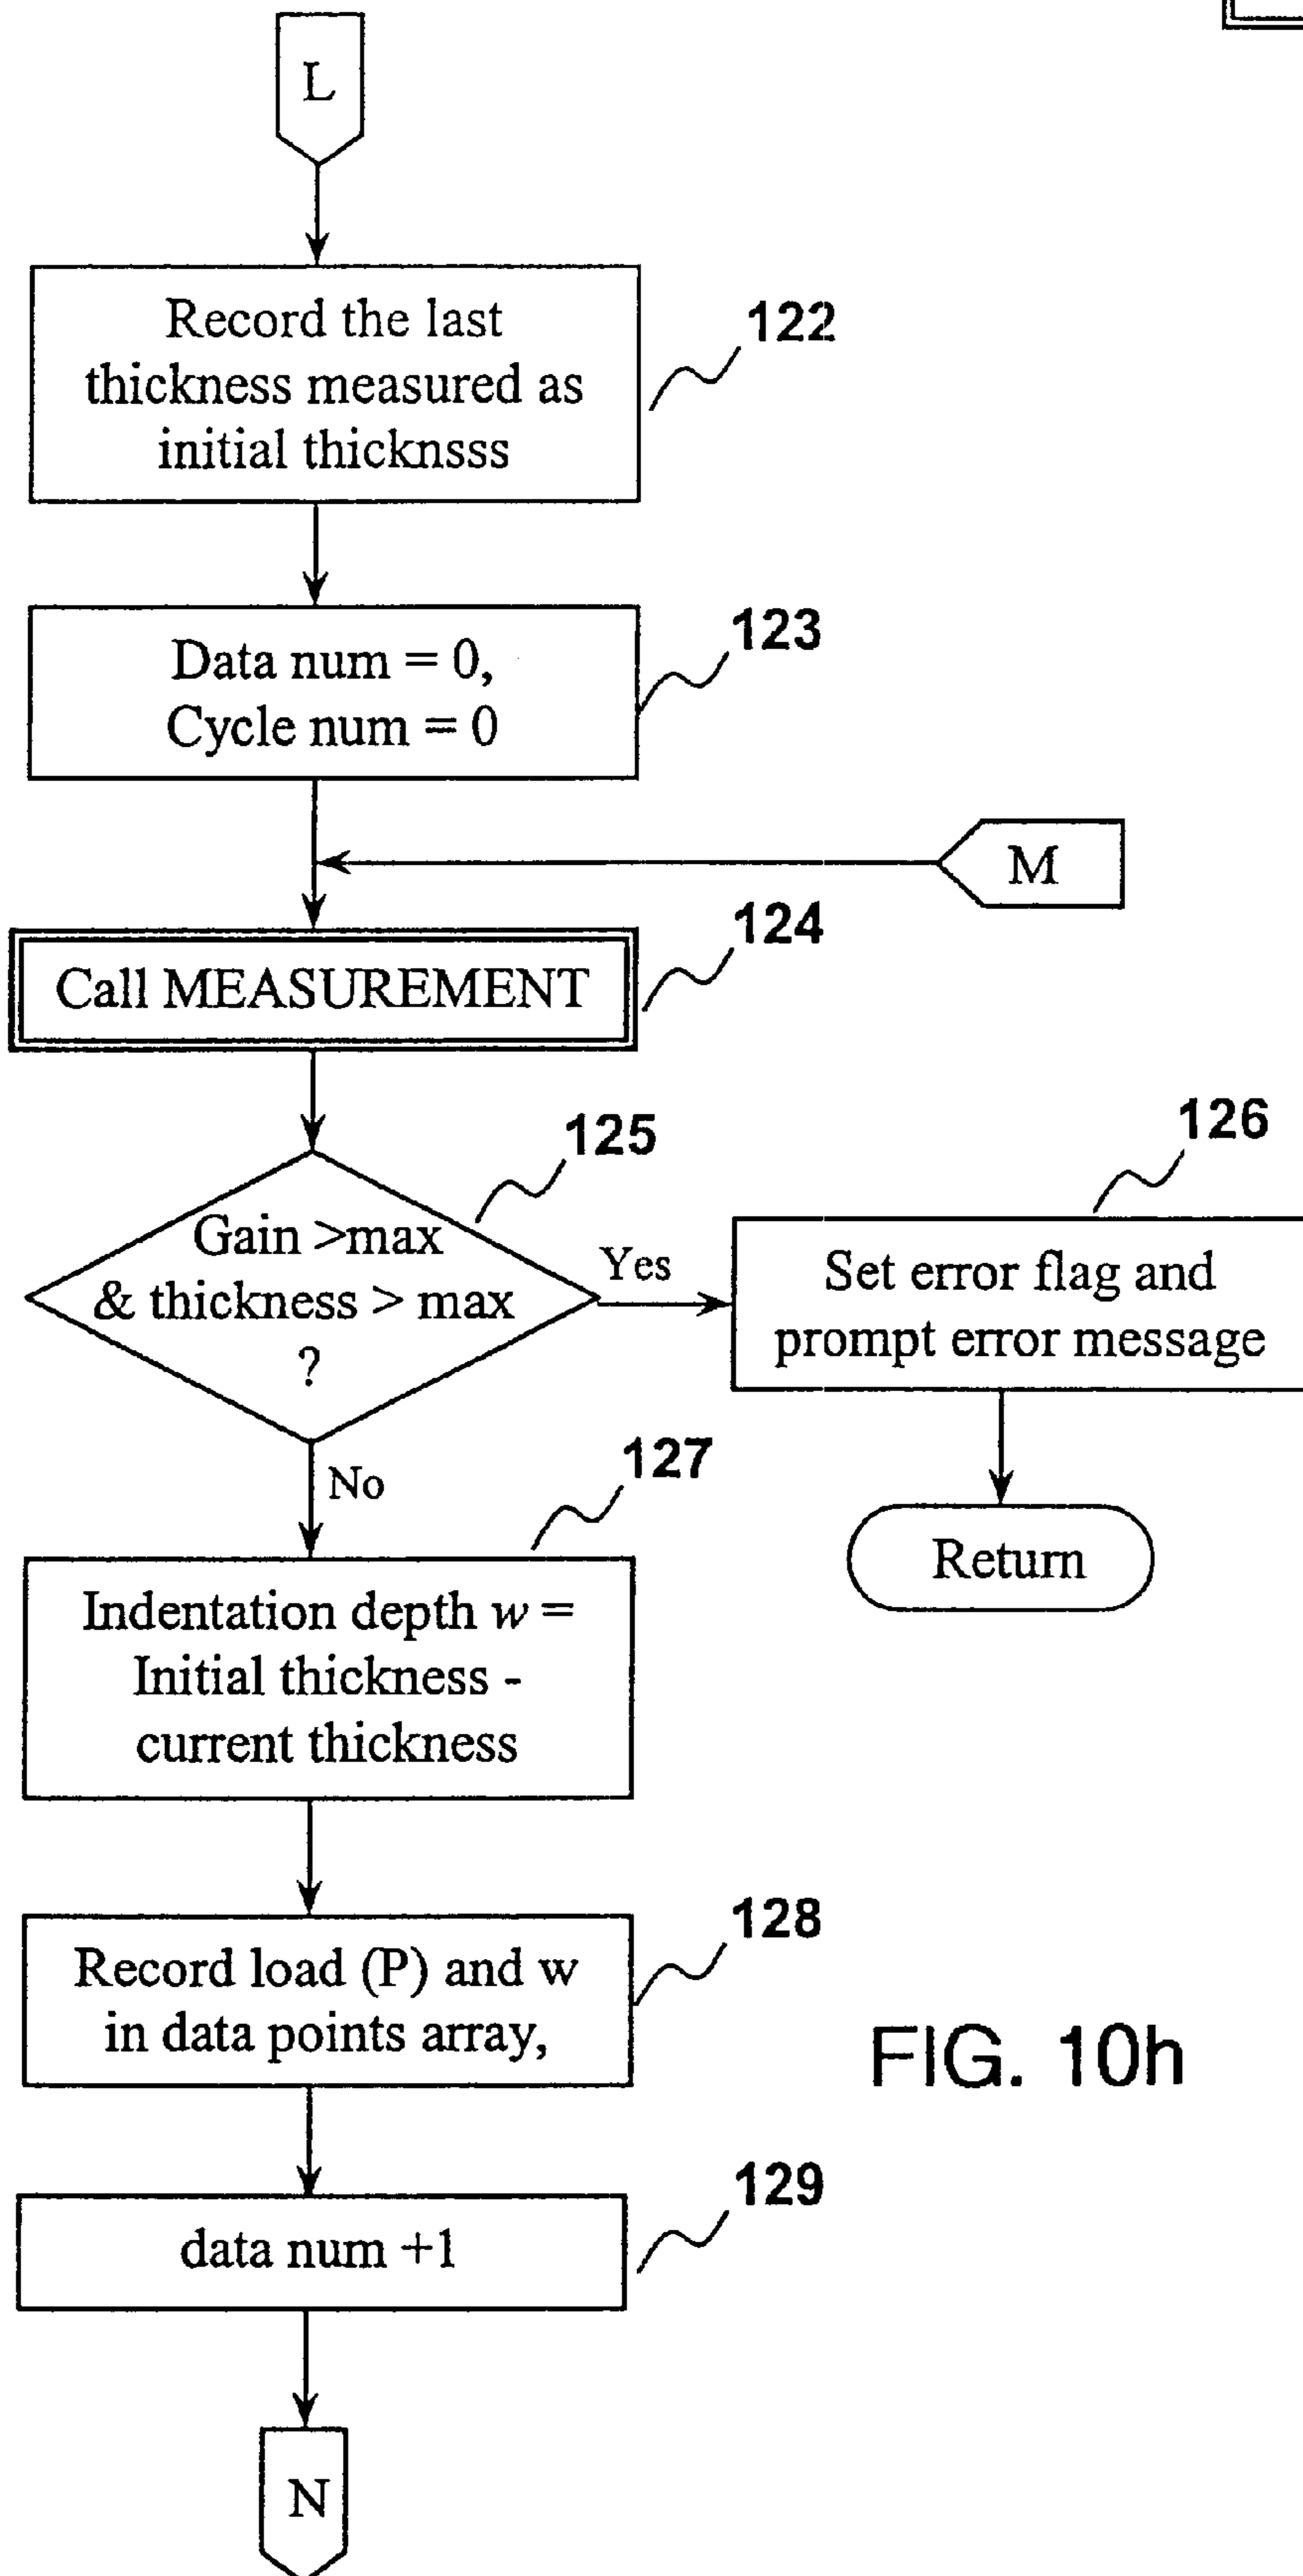 L
Record the last
thickness measured as
initial thicknsss
122
Data num = 0,
Cycle num = 0
123
M
Call MEASUREMENT
124
Gain >max
& thickness > max
?
125
Yes
Set error flag and
prompt error message
126
Return
No
Indentation depth w =
Initial thickness -
current thickness
127
Record load (P) and w
in data points array,
128
FIG. 10h
data num +1
129
N